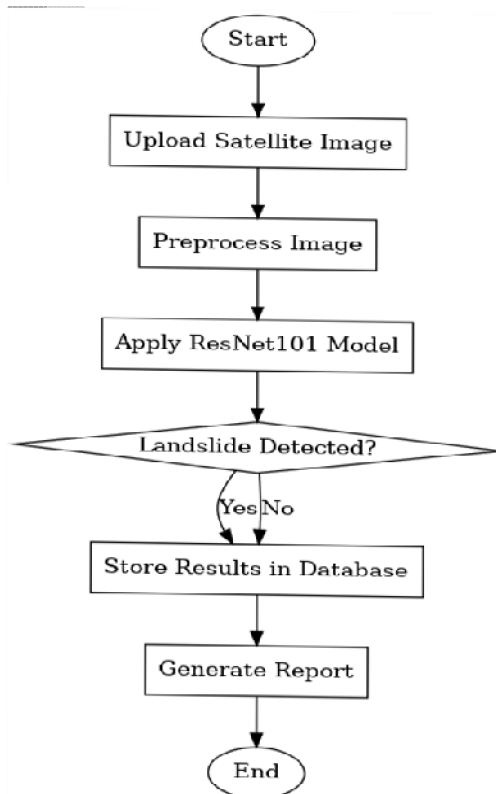 Start
Upload Satellite Image
Preprocess Image
Apply ResNet101 Model
Landslide Detected?
Yes No
Store Results in Database
Generate Report
End